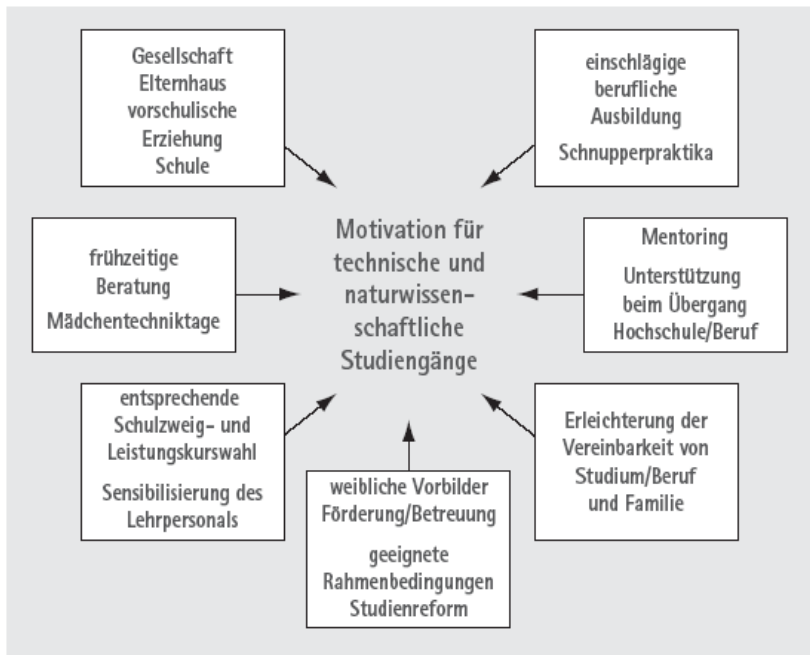 Gesellschaft
Elternhaus
vorschulische
Erziehung
Schule
einschlägige
berufliche
Ausbildung
Schnupperpraktika
frühzeitige
Beratung
Mädchentechniktage
Motivation für
technische und
naturwissen-
schaftliche
Studiengänge
Mentoring
Unterstützung
beim Übergang
Hochschule/Beruf
entsprechende
Schulzweig- und
Leistungskurswahl
Sensibilisierung des
Lehrpersonals
weibliche Vorbilder
Förderung/Betreuung
geeignete
Rahmenbedingungen
Studienreform
Erleichterung der
Vereinbarkeit von
Studium/Beruf
und Familie